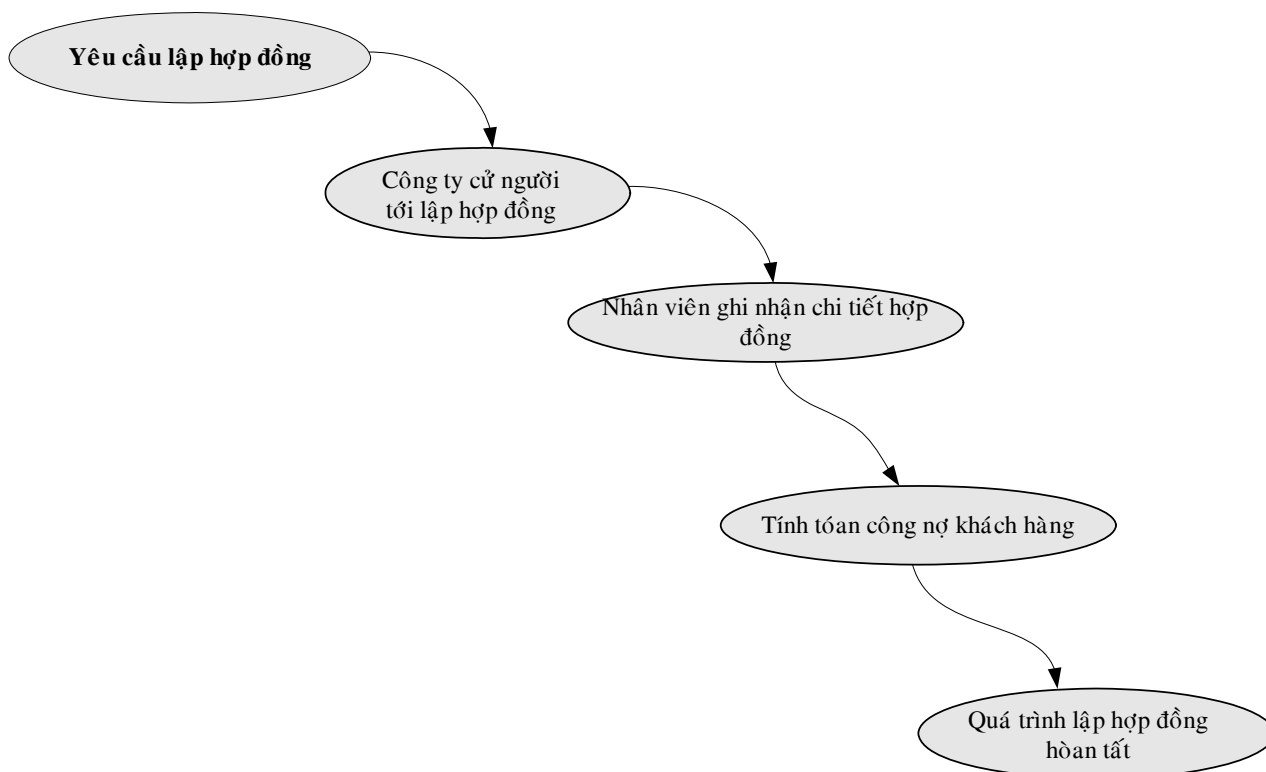 Yêu cầu lập hợp đồng
Công ty cử người
tới lập hợp đồng
Nhân viên ghi nhận chi tiết hợp
đồng
Tính tóan công nợ khách hàng
Quá trình lập hợp đồng
hòan tất